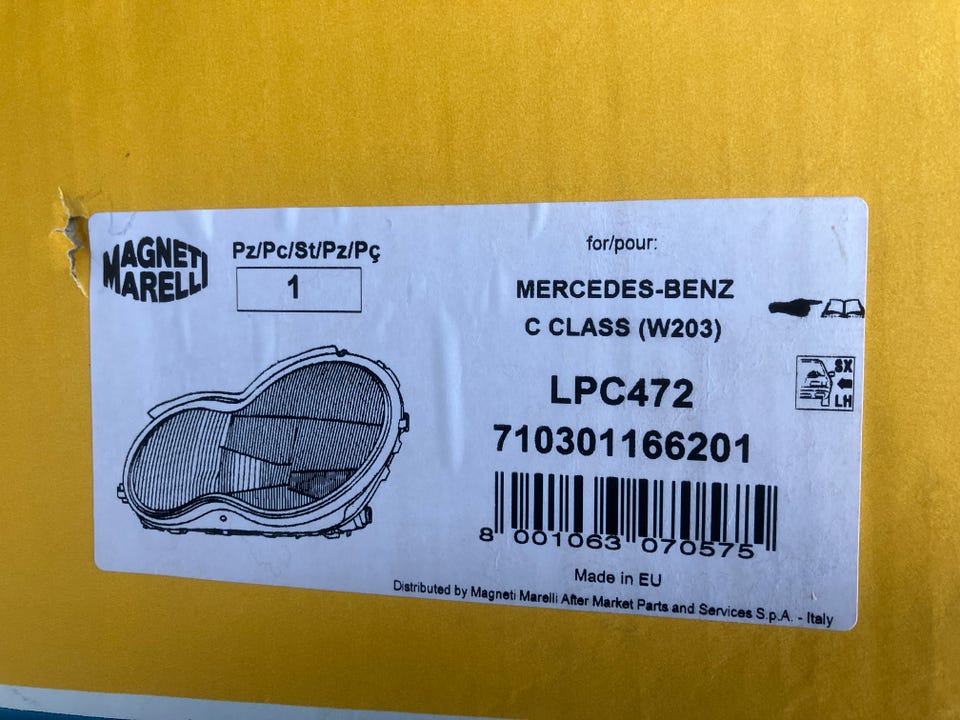 MAGNETI
MARELLI
Pz/Pc/St/Pz/Pç
1
for/pour:
MERCEDES-BENZ
C CLASS (W203)
LPC472
710301166201
SX
LH
8 001063 070575
Made in EU
Distributed by Magneti Marelli After Market Parts and Services S.p.A. - Italy